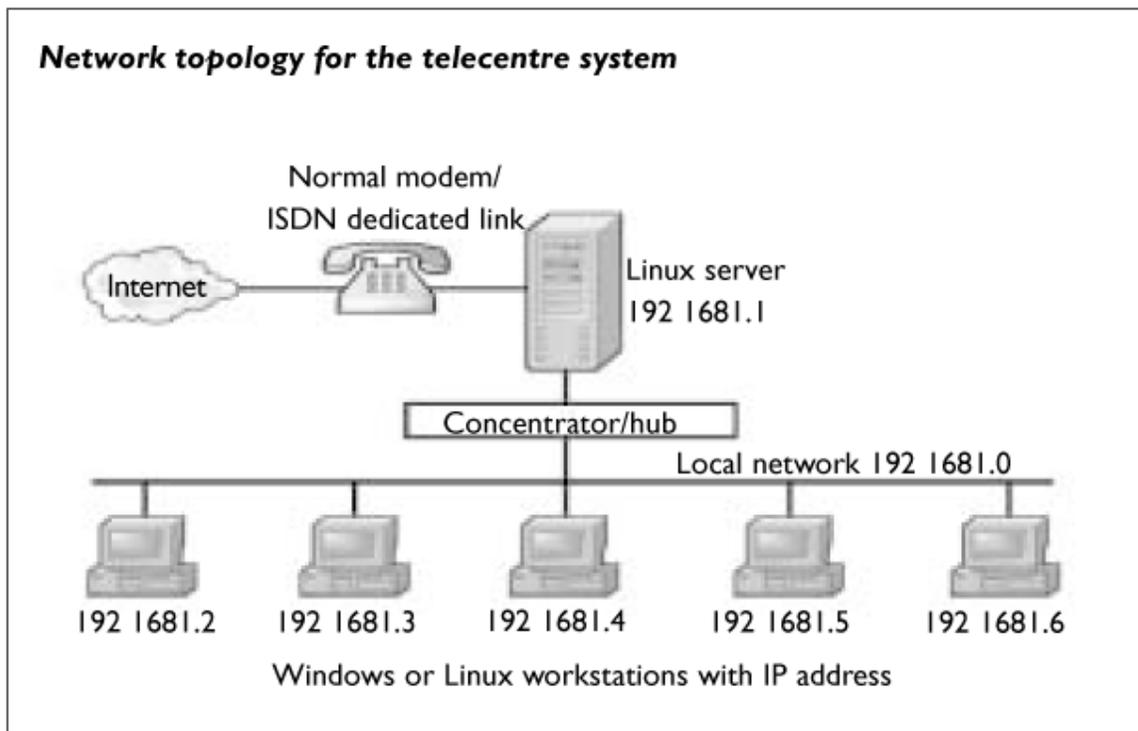 Network topology for the telecentre system
Normal modem/
ISDN dedicated link
Internet
Linux server
192 1681.1
Concentrator/hub
Local network 192 1681.0
192 1681.2
192 1681.3
192 1681.4
192 1681.5
192 1681.6
Windows or Linux workstations with IP address